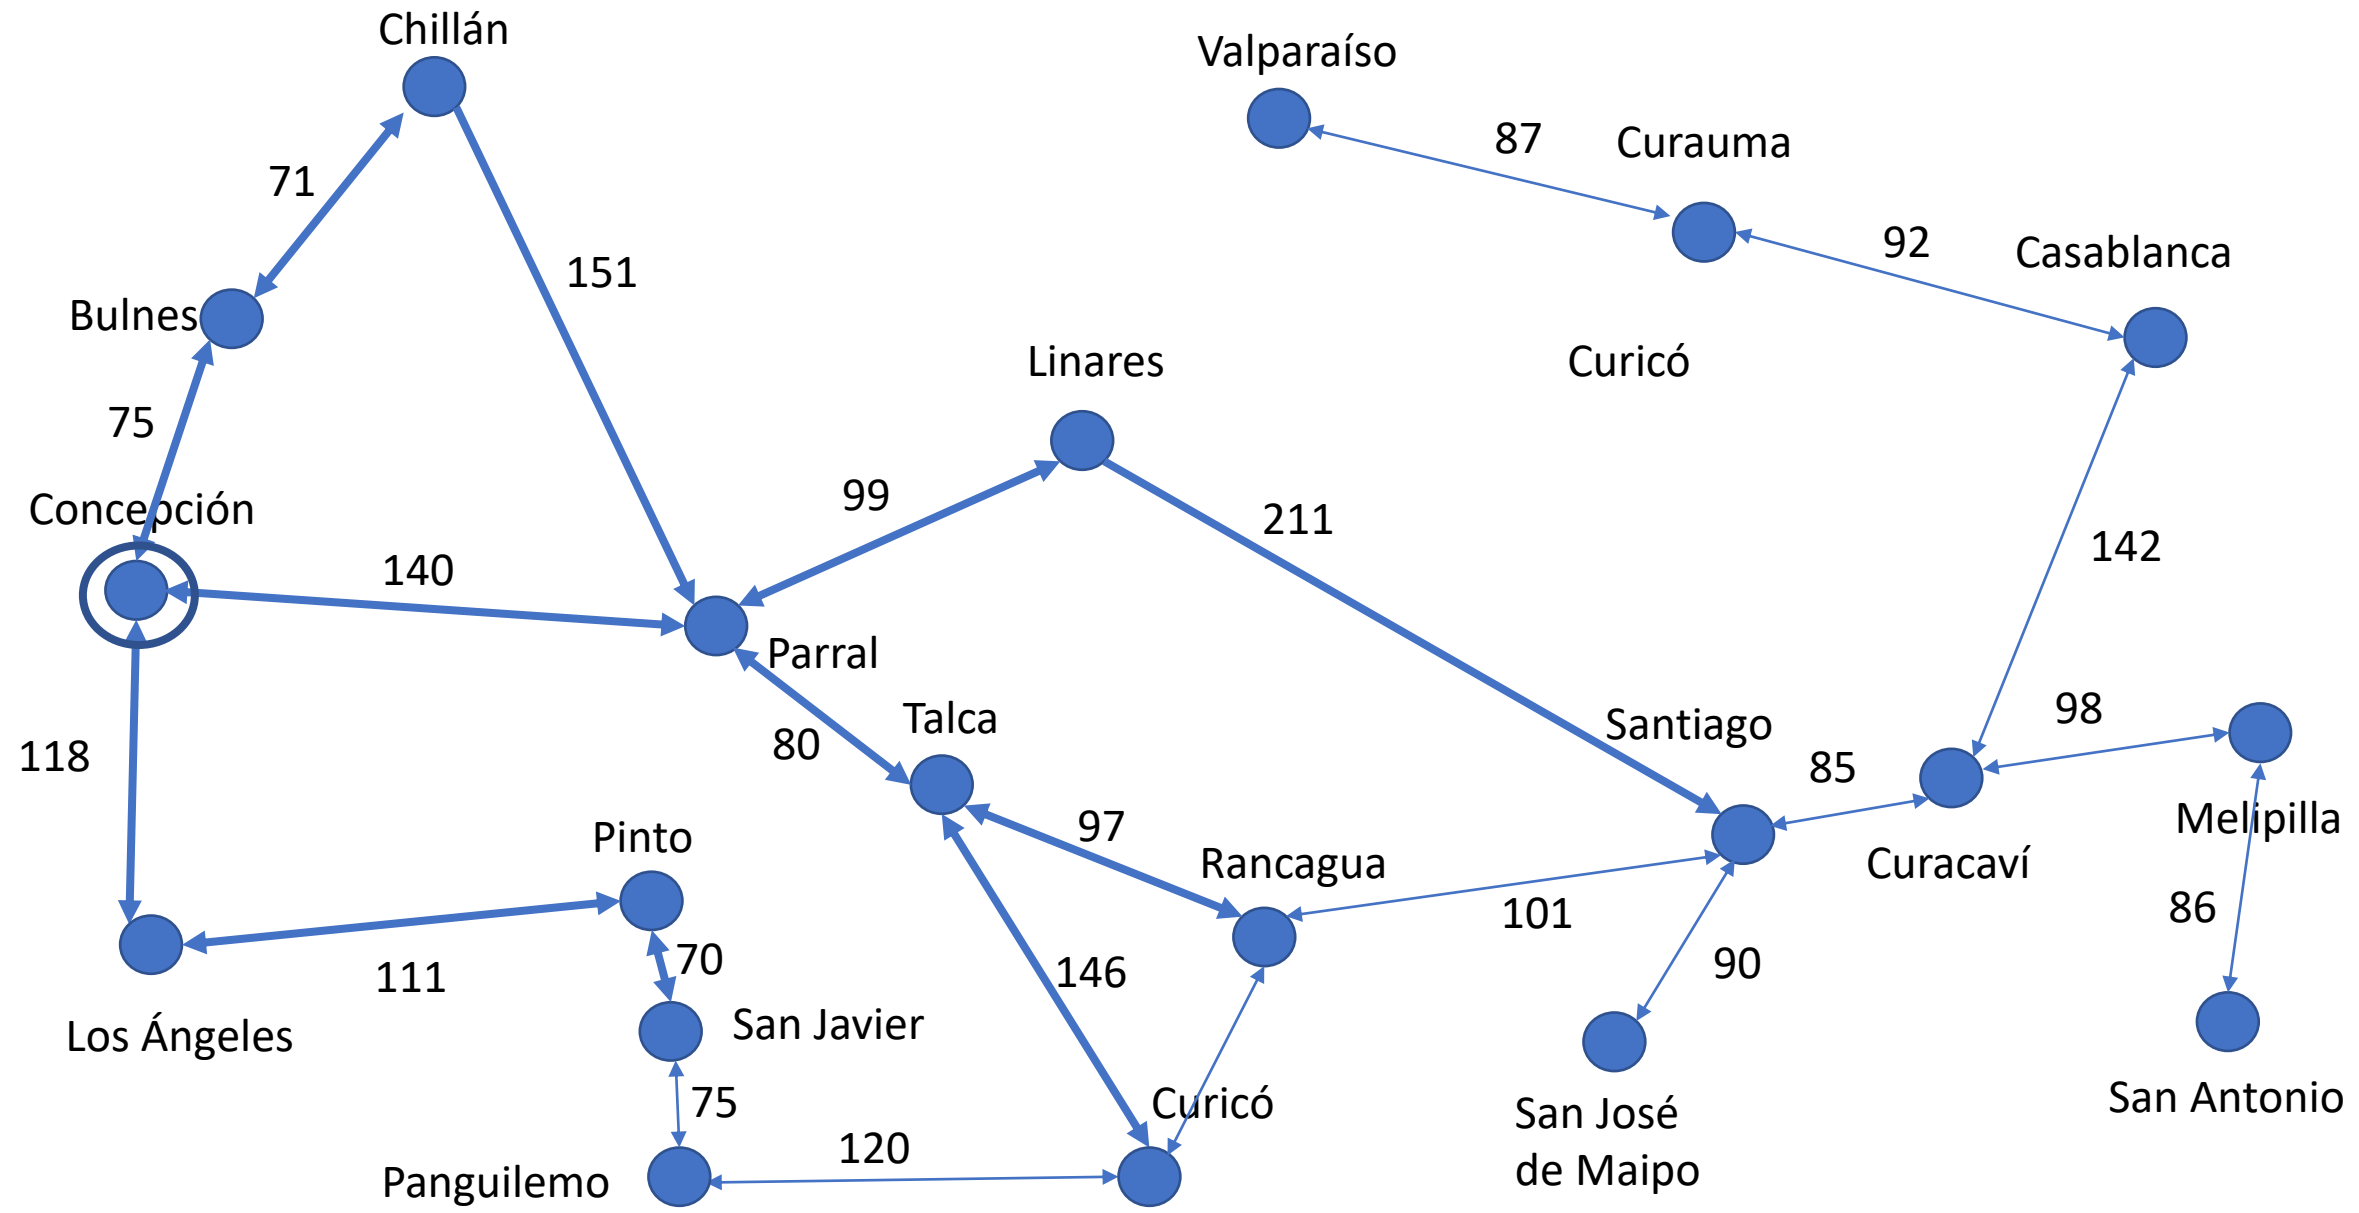 Chillán
Valparaíso
87
Curauma
71
92
Casablanca
151
Bulnes
Linares
Curicó
75
99
Concepción
211
140
142
Parral
Talca
Santiago
98
80
118
85
97
Melipilla
Pinto
Rancagua
Curacaví
101
86
70
146
90
111
San Javier
Los Ángeles
75
Curicó
San José
de Maipo
San Antonio
120
Panguilemo